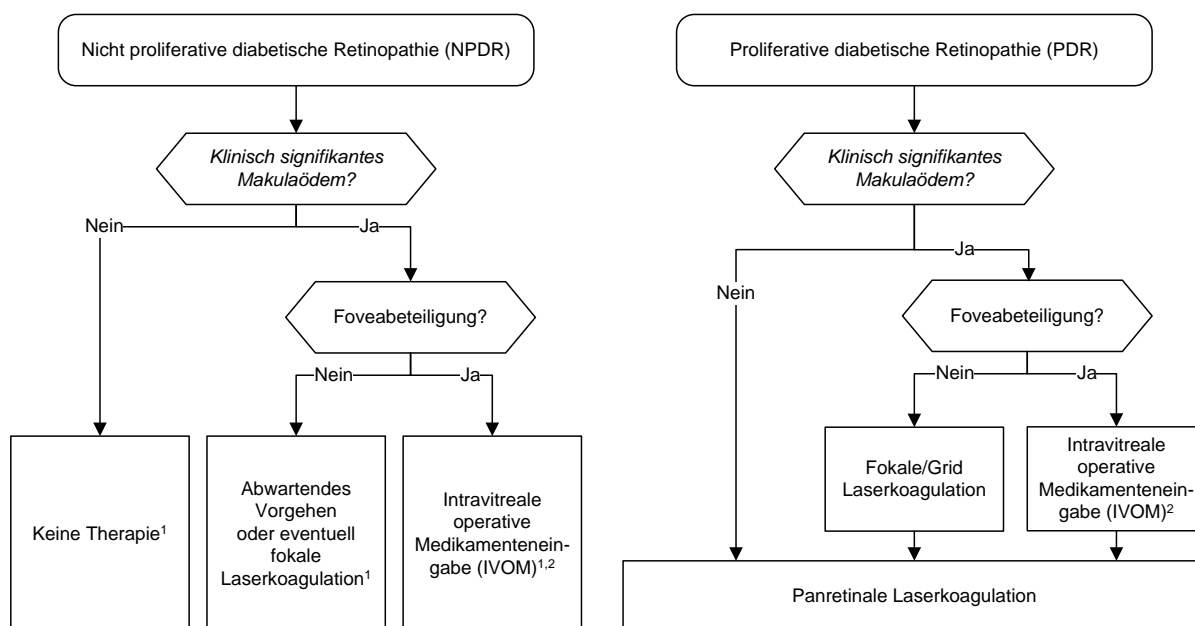 Nicht proliferative diabetische Retinopathie (NPDR)
Klinisch signifikantes
Makulaödem?
Nein
Ja
Foveabeteiligung?
Nein
Ja
Keine Therapie¹
Abwartendes
Vorgehen
oder eventuell
fokale
Laserkoagulation¹
Intravitreale
operative
Medikamentenein-
gabe (IVOM)¹,²
Proliferative diabetische Retinopathie (PDR)
Klinisch signifikantes
Makulaödem?
Nein
Ja
Foveabeteiligung?
Nein
Ja
Fokale/Grid
Laserkoagulation
Intravitreale
operative
Medikamentenein-
gabe (IVOM)²
Panretinale Laserkoagulation